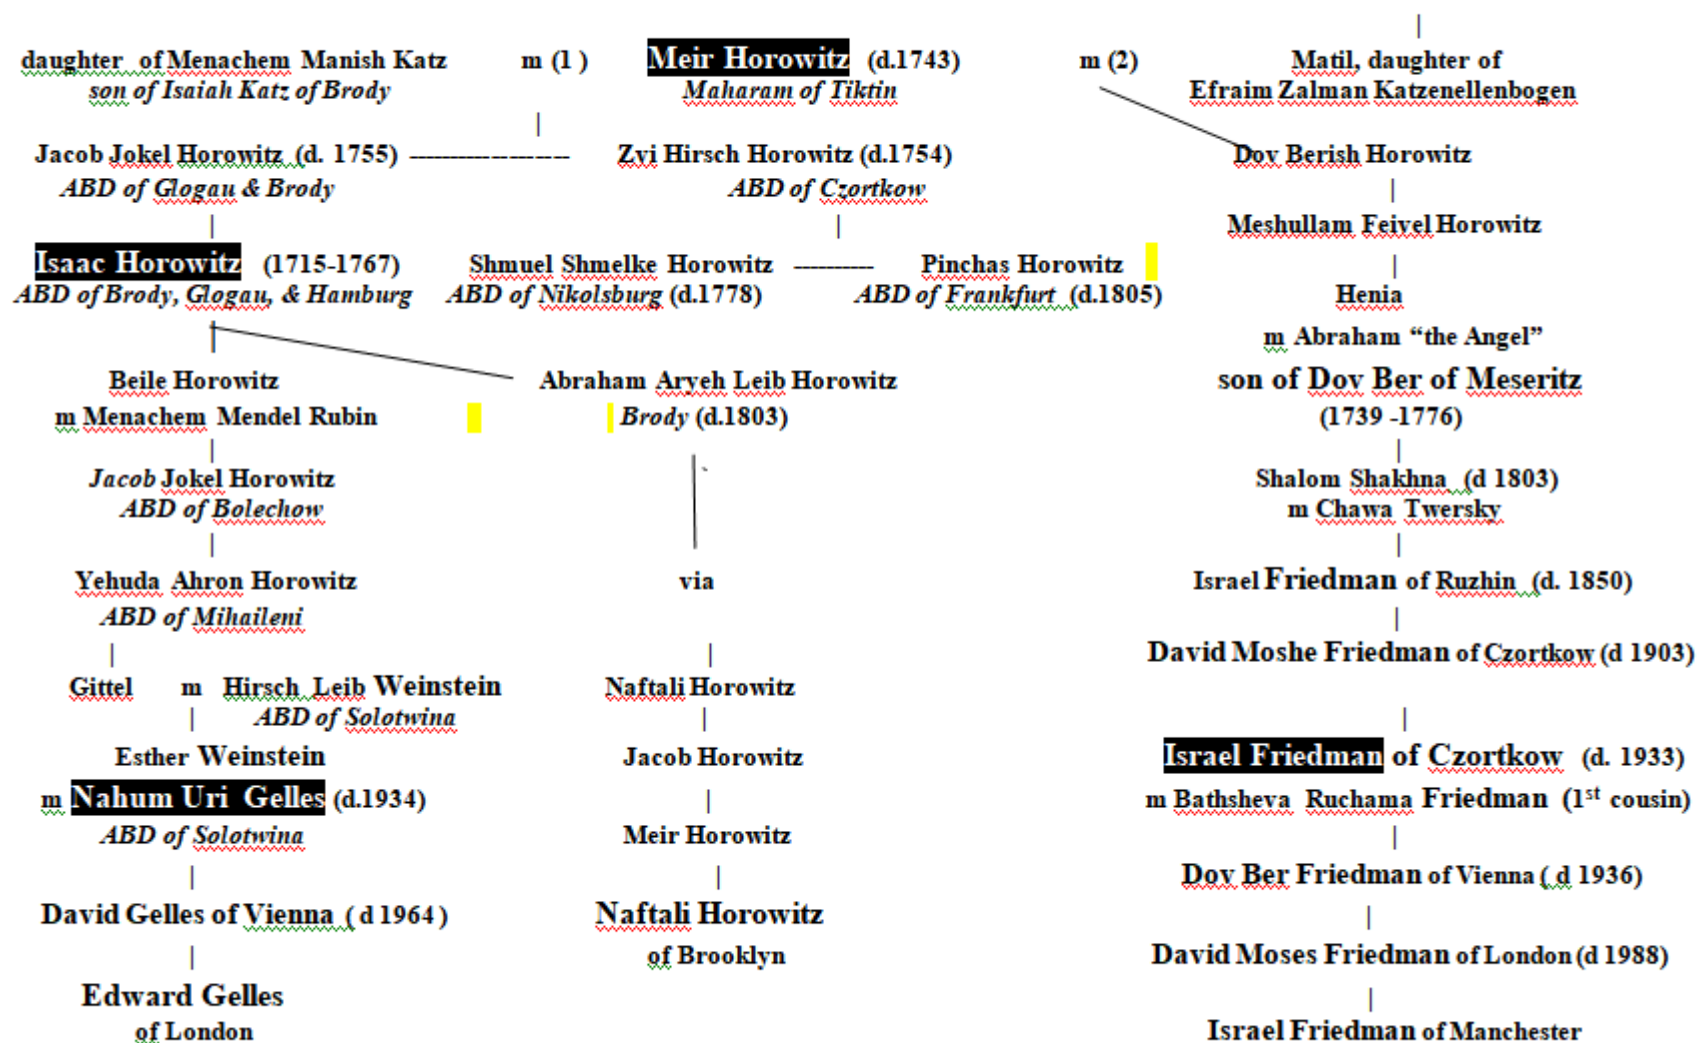 daughter of Menachem Manish Katz m (1 ) Meir Horowitz (d.1743) m (2) Matil, daughter of
son of Isaiah Katz of Brody Maharam of Tiktin Efraim Zalman Katzenellenbogen
Jacob Jokel Horowitz (d. 1755) -------------------- Zvi Hirsch Horowitz (d.1754) Dov Berish Horowitz
ABD of Glogau & Brody ABD of Czortkow
Meshullam Feivel Horowitz
Isaac Horowitz (1715-1767) Shmuel Shmelke Horowitz ---------- Pinchas Horowitz
ABD of Brody, Glogau, & Hamburg ABD of Nikolsburg (d.1778) ABD of Frankfurt (d.1805) Henia
m Abraham “the Angel”
Beile Horowitz Abraham Aryeh Leib Horowitz son of Dov Ber of Meseritz
m Menachem Mendel Rubin Brody (d.1803) (1739 -1776)
Jacob Jokel Horowitz Shalom Shakhna (d 1803)
ABD of Bolechow m Chawa Twersky
Yehuda Ahron Horowitz via Israel Friedman of Ruzhin (d. 1850)
ABD of Mihaileni
David Moshe Friedman of Czortkow (d 1903)
Gittel m Hirsch Leib Weinstein Naftali Horowitz
ABD of Solotwina
Esther Weinstein Jacob Horowitz Israel Friedman of Czortkow (d. 1933)
m Nahum Uri Gelles (d.1934) m Bathsheva Ruchama Friedman (1st cousin)
ABD of Solotwina Meir Horowitz
Dov Ber Friedman of Vienna ( d 1936)
David Gelles of Vienna ( d 1964 ) Naftali Horowitz
of Brooklyn David Moses Friedman of London (d 1988)
Edward Gelles
of London Israel Friedman of Manchester